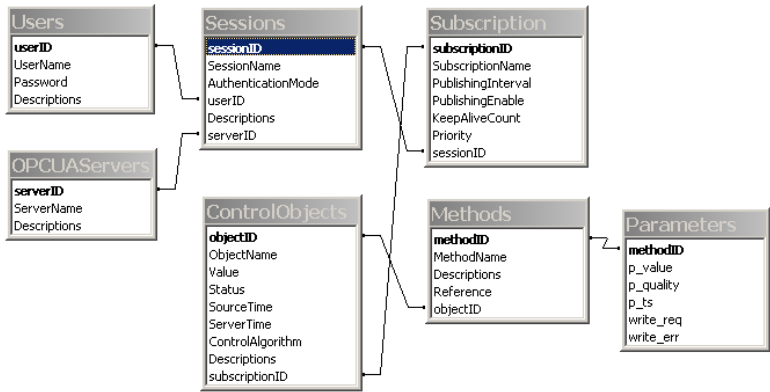 Users
userID
UserName
Password
Descriptions
OPCUAServers
serverID
ServerName
Descriptions
Sessions
sessionID
SessionName
AuthenticationMode
userID
Descriptions
serverID
Subscription
subscriptionID
SubscriptionName
PublishingInterval
PublishingEnable
KeepAliveCount
Priority
sessionID
ControlObjects
objectID
ObjectName
Value
Status
SourceTime
ServerTime
ControlAlgorithm
Descriptions
subscriptionID
Methods
methodID
MethodName
Descriptions
Reference
objectID
Parameters
methodID
p_value
p_quality
p_ts
write_req
write_err